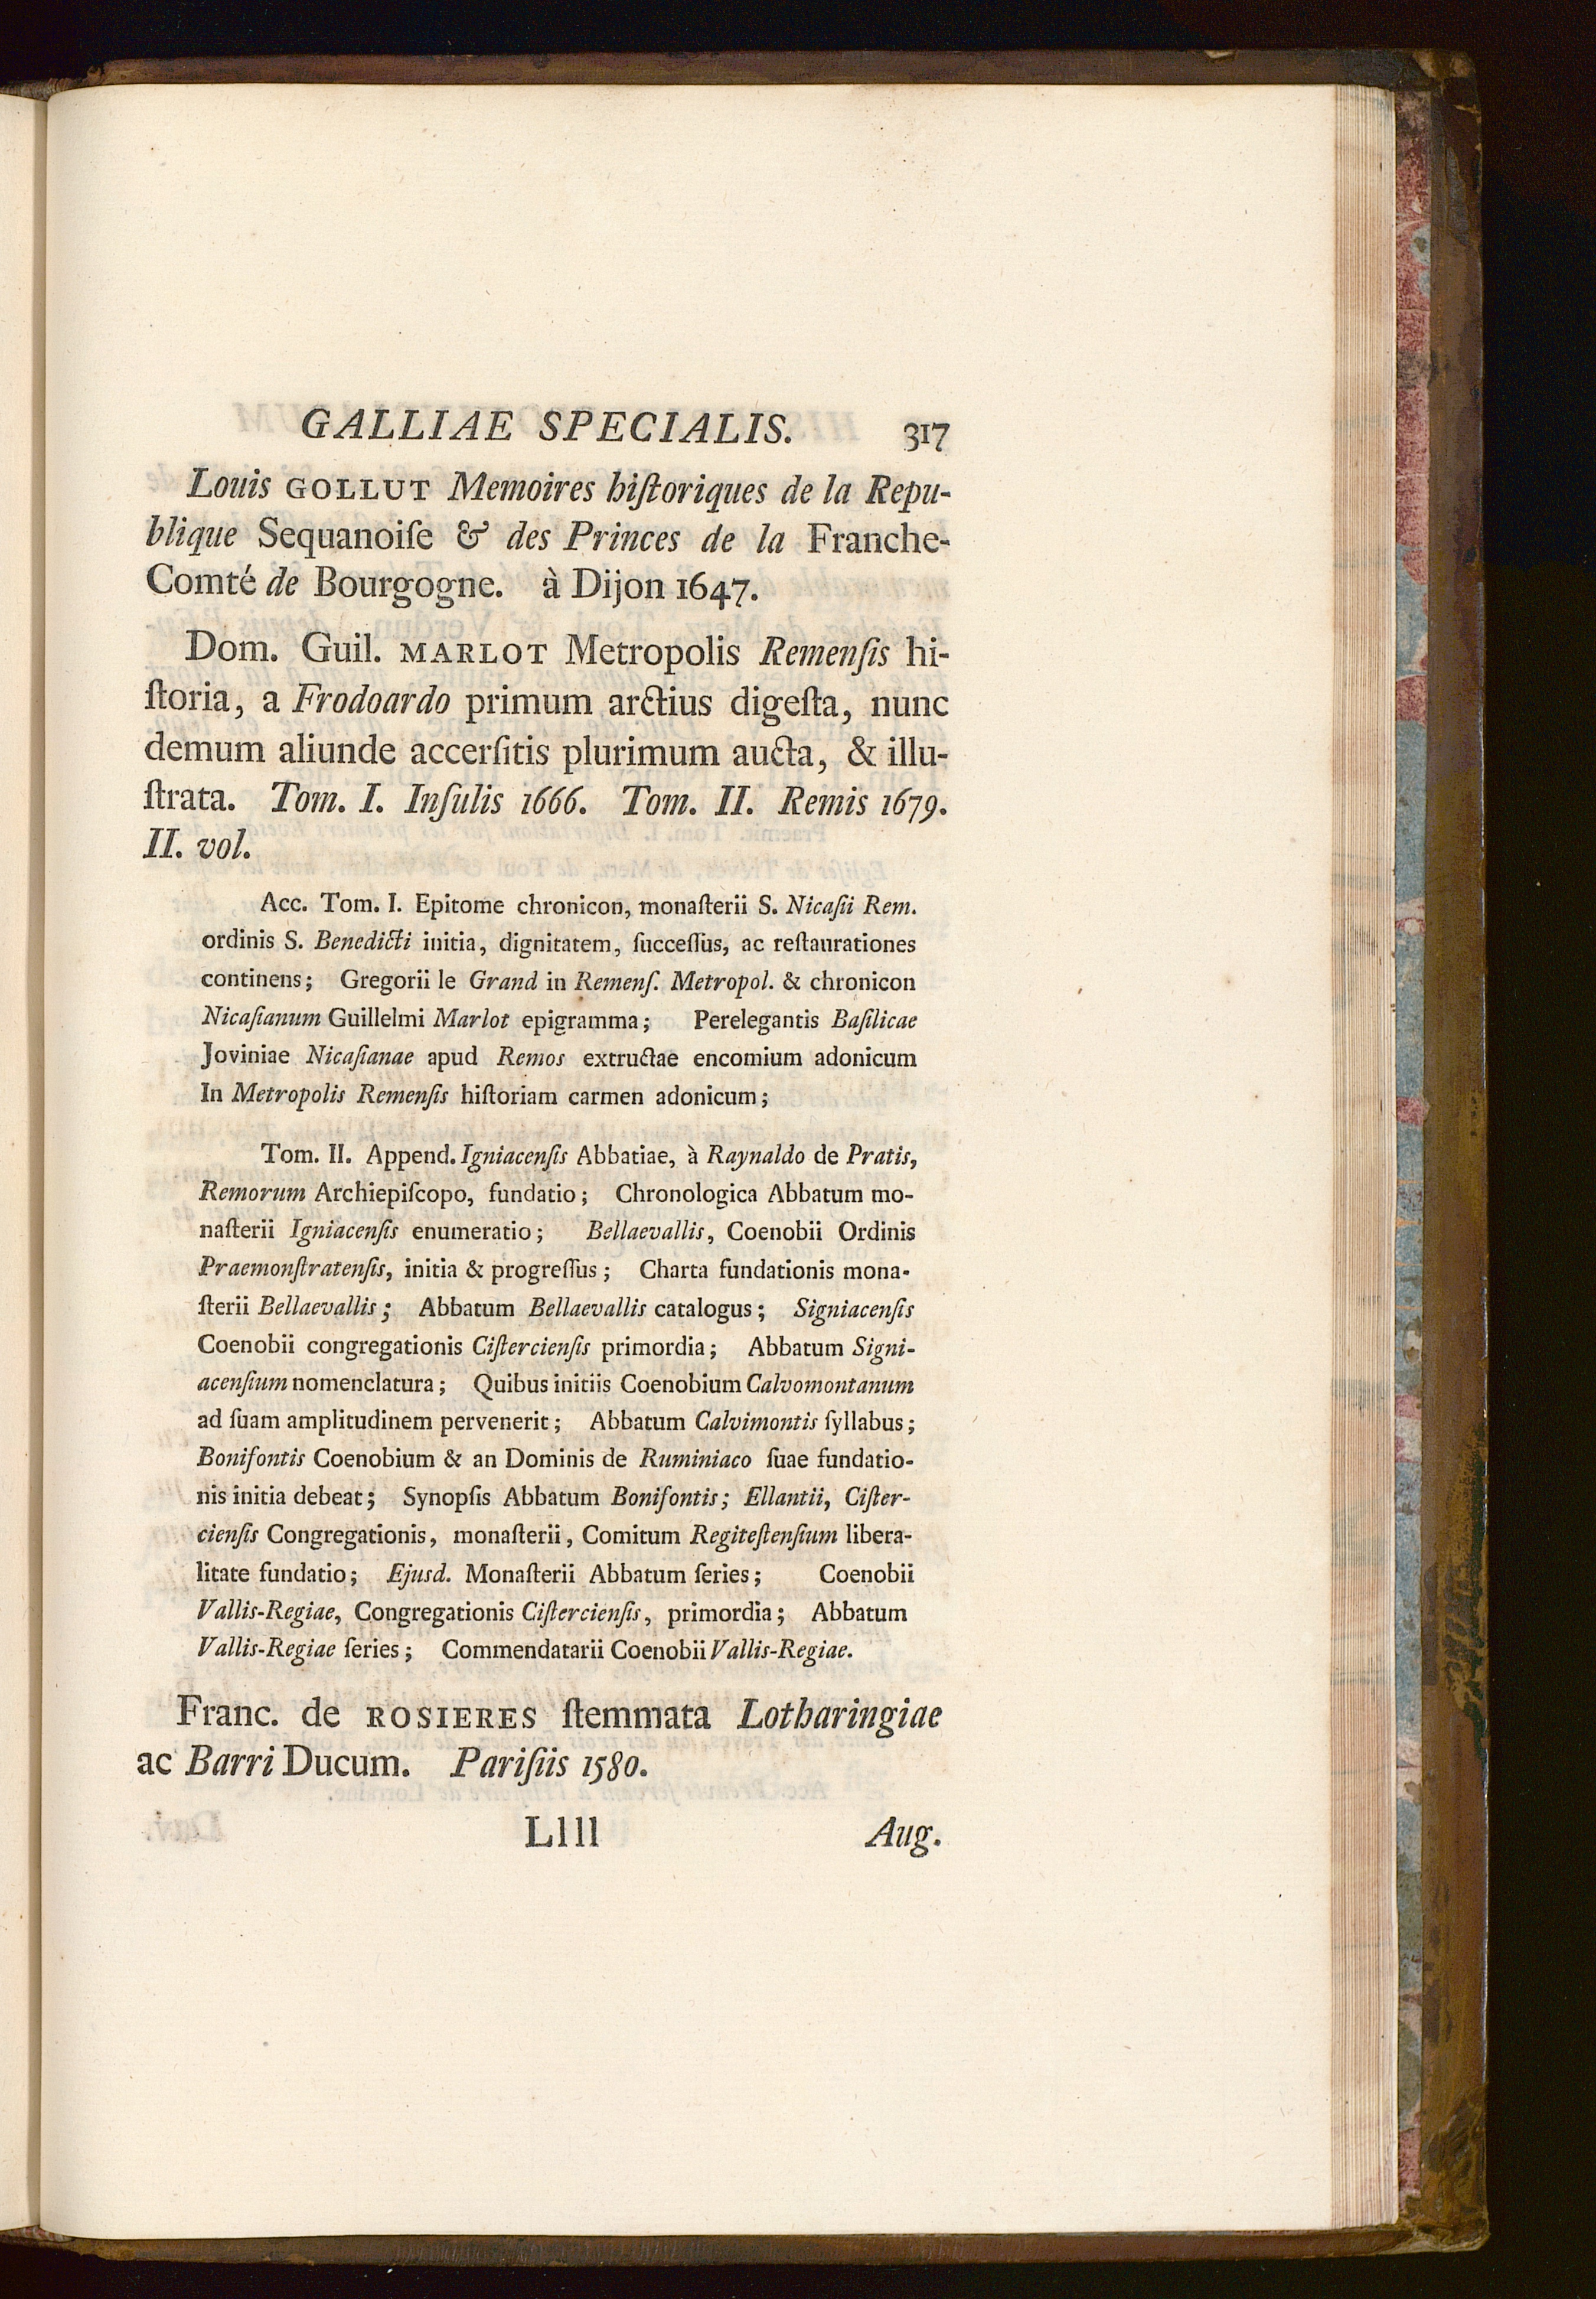 GALLIAE SPECIALIS. 317
Louis GOLLUT Memoires hiſtoriques de la Repu-
blique Sequanoiſe & des Princes de la Franche-
Comté de Bourgogne. à Dijon 1647.
Dom. Guil. MARLOT Metropolis Remenſis hi-
ſtoria, a Frodoardo primum arctius digeſta, nunc
demum aliunde accerſitis plurimum aucta, & illu-
ſtrata. Tom. I. Inſulis 1666. Tom. II. Remis 1679.
II. vol.
Acc. Tom. I. Epitome chronicon, monaſterii S. Nicaſii Rem.
ordinis S. Benedicti initia, dignitatem, ſucceſſus, ac reſtaurationes
continens; Gregorii le Grand in Remenſ. Metropol. & chronicon
Nicaſianum Guillelmi Marlot epigramma; Perelegantis Baſilicae
Joviniae Nicaſianae apud Remos extructae encomium adonicum
In Metropolis Remenſis hiſtoriam carmen adonicum;
Tom. II. Append. Igniacenſis Abbatiae, à Raynaldo de Pratis,
Remorum Archiepiſcopo, fundatio; Chronologica Abbatum mo-
naſterii Igniacenſis enumeratio; Bellaevallis, Coenobii Ordinis
Praemonſtratenſis, initia & progreſſus; Charta fundationis mona-
ſterii Bellaevallis; Abbatum Bellaevallis catalogus; Signiacenſis
Coenobii congregationis Ciſtercienſis primordia; Abbatum Signi-
acenſium nomenclatura; Quibus initiis Coenobium Calvomontanum
ad ſuam amplitudinem pervenerit; Abbatum Calvimontis ſyllabus;
Bonifontis Coenobium & an Dominis de Ruminiaco ſuae fundatio-
nis initia debeat; Synopſis Abbatum Bonifontis; Ellantii, Ciſter-
cienſis Congregationis, monaſterii, Comitum Regiteſtenſium libera-
litate fundatio; Ejusd. Monaſterii Abbatum ſeries; Coenobii
Vallis-Regiae, Congregationis Ciſtercienſis, primordia; Abbatum
Vallis-Regiae ſeries; Commendatarii Coenobii Vallis-Regiae.
Franc. de ROSIERES ſtemmata Lotharingiae
ac Barri Ducum. Pariſiis 1580.
Llll Aug.